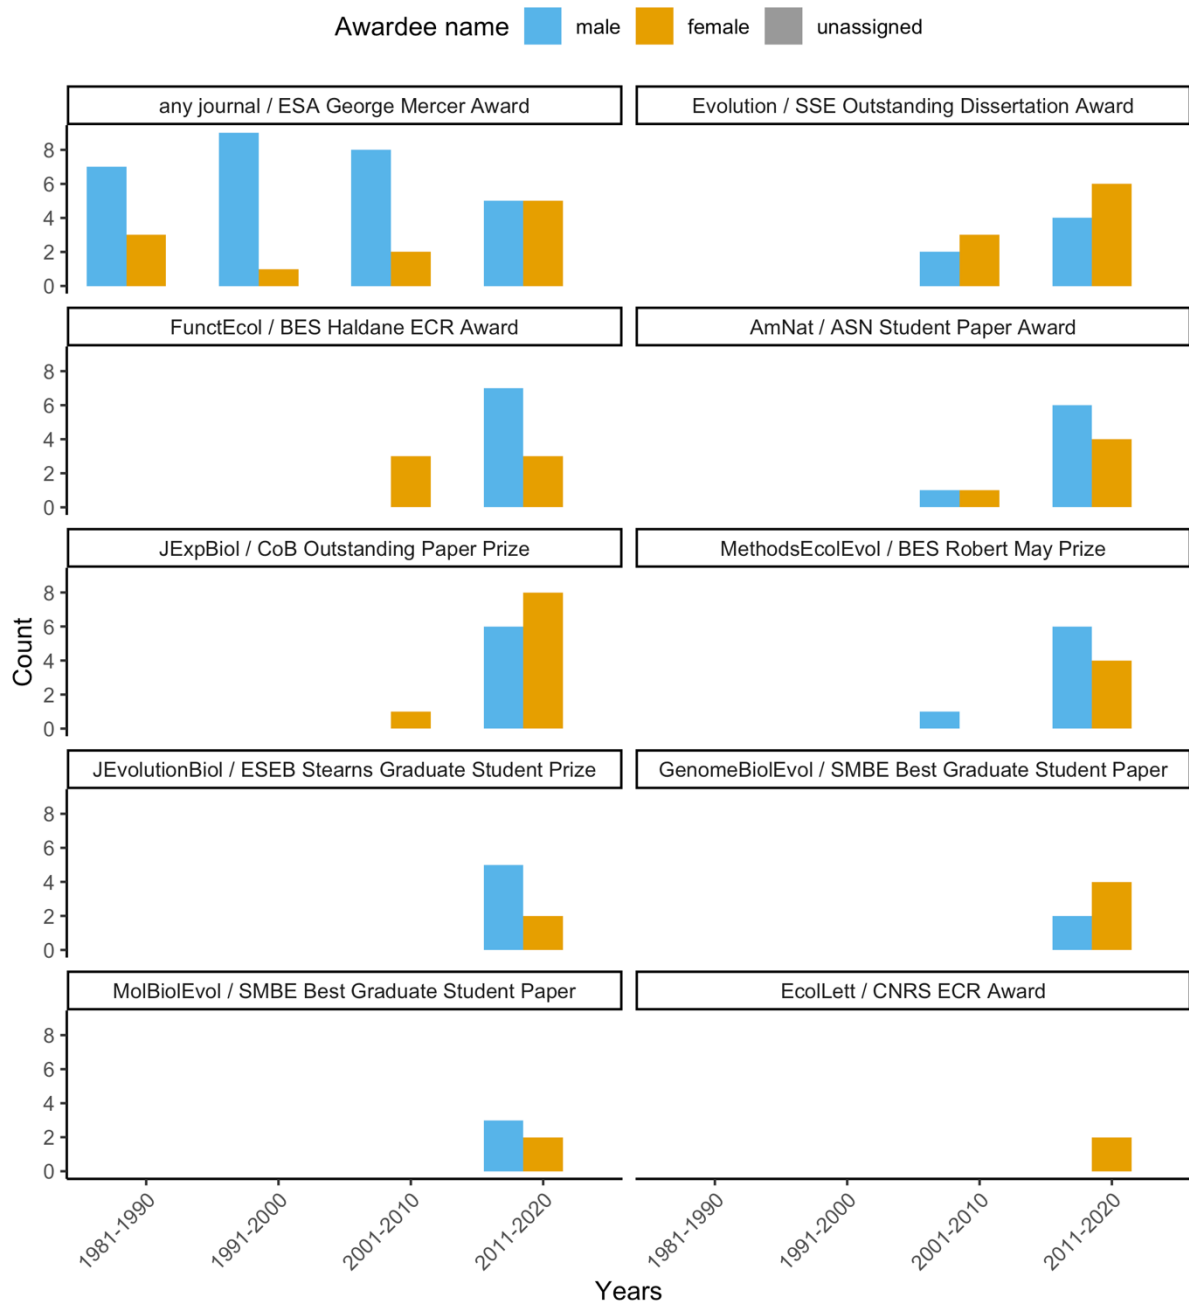 Awardee name male female unassigned
any journal / ESA George Mercer Award
Evolution / SSE Outstanding Dissertation Award
8
6
4
2
0
FunctEcol / BES Haldane ECR Award
AmNat / ASN Student Paper Award
8
6
4
2
0
JExpBiol / CoB Outstanding Paper Prize
MethodsEcolEvol / BES Robert May Prize
8
6
4
2
0
Count
JEvolutionBiol / ESEB Stearns Graduate Student Prize
GenomeBiolEvol / SMBE Best Graduate Student Paper
8
6
4
2
0
MolBiolEvol / SMBE Best Graduate Student Paper
EcolLett / CNRS ECR Award
8
6
4
2
0
1981-1990
1991-2000
2001-2010
2011-2020
1981-1990
1991-2000
2001-2010
2011-2020
Years